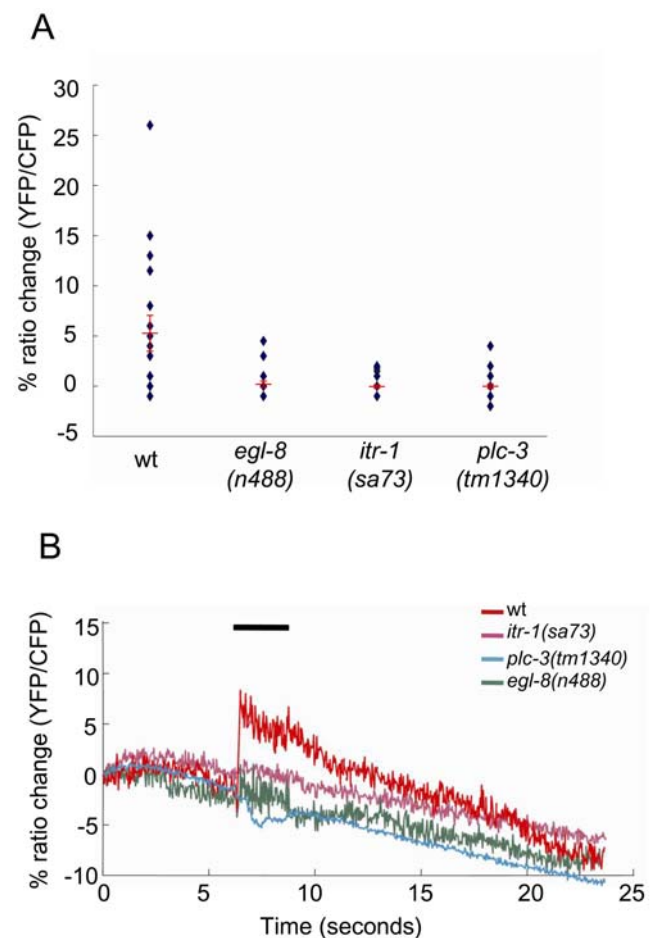 A
% ratio change (YFP/CFP)
30
25
20
15
10
5
0
-5
wt
egl-8
(n488)
itr-1
(sa73)
plc-3
(tm1340)
B
% ratio change (YFP/CFP)
15
10
5
0
-5
-10
wt
itr-1(sa73)
plc-3(tm1340)
egl-8(n488)
0
5
10
15
20
25
Time (seconds)